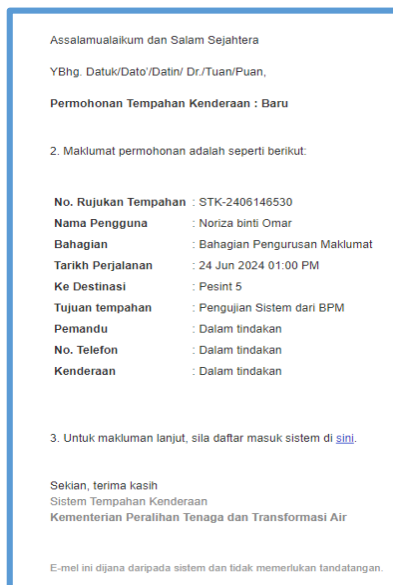 Assalamualaikum dan Salam Sejahtera
YBhg. Datuk/Dato'/Datin/ Dr./Tuan/Puan,
Permohonan Tempahan Kenderaan : Baru
2. Maklumat permohonan adalah seperti berikut:
No. Rujukan Tempahan : STK-2406146530
Nama Pengguna : Noriza binti Omar
Bahagian : Bahagian Pengurusan Maklumat
Tarikh Perjalanan : 24 Jun 2024 01:00 PM
Ke Destinasi : Pesint 5
Tujuan tempahan : Pengujian Sistem dari BPM
Pemandu : Dalam tindakan
No. Telefon : Dalam tindakan
Kenderaan : Dalam tindakan
3. Untuk makluman lanjut, sila daftar masuk sistem di sini.
Sekian, terima kasih
Sistem Tempahan Kenderaan
Kementerian Peralihan Tenaga dan Transformasi Air
E-mel ini dijana daripada sistem dan tidak memerlukan tandatangan.